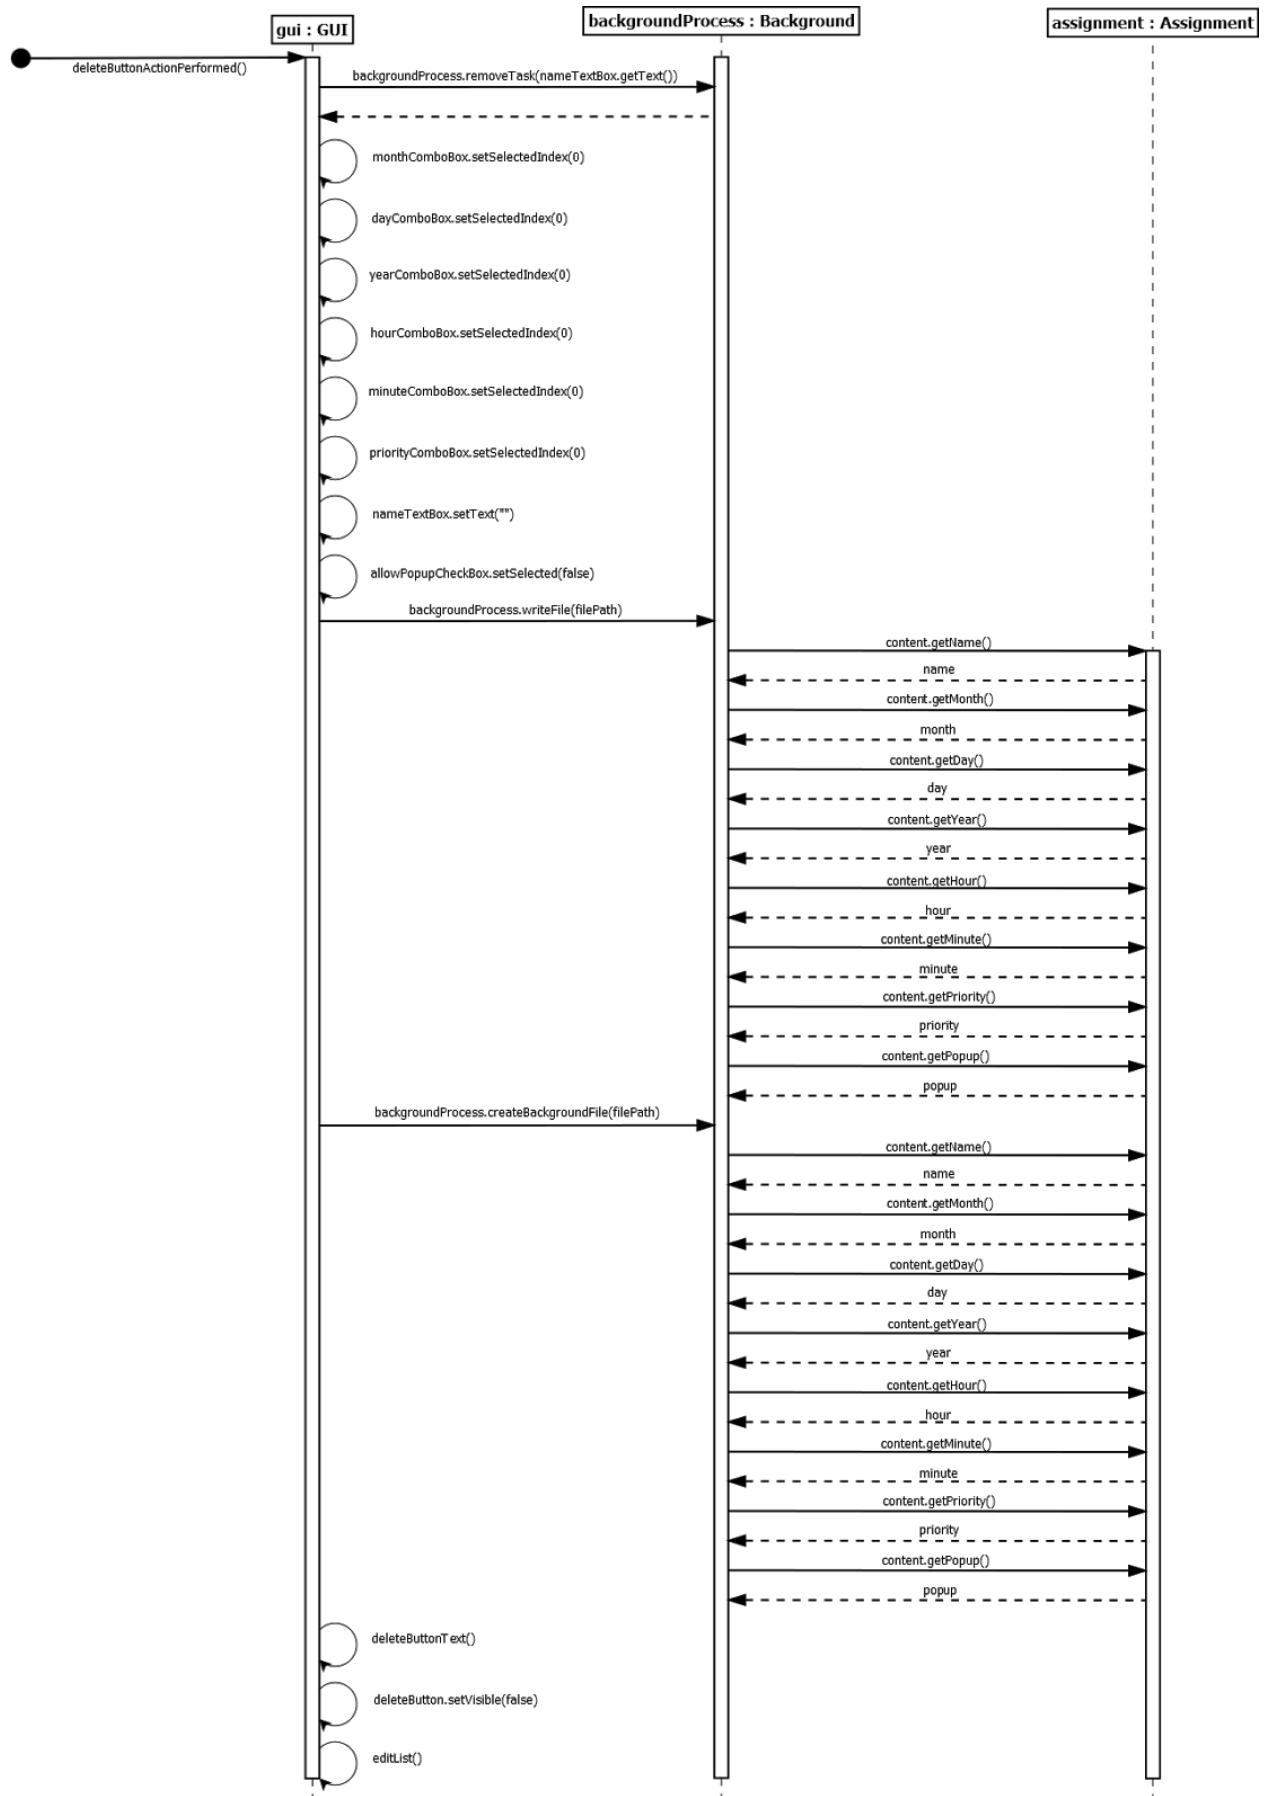 gui : GUI
backgroundProcess : Background
assignment : Assignment
deleteButtonActionPerformed()
backgroundProcess.removeTask(nameTextBox.getText())
monthComboBox.setSelectedIndex(0)
dayComboBox.setSelectedIndex(0)
yearComboBox.setSelectedIndex(0)
hourComboBox.setSelectedIndex(0)
minuteComboBox.setSelectedIndex(0)
priorityComboBox.setSelectedIndex(0)
nameTextBox.setText("")
allowPopupCheckBox.setSelected(false)
backgroundProcess.writeFile(filePath)
content.getName()
name
content.getMonth()
month
content.getDay()
day
content.getYear()
year
content.getHour()
hour
content.getMinute()
minute
content.getPriority()
priority
content.getPopup()
popup
backgroundProcess.createBackgroundFile(filePath)
content.getName()
name
content.getMonth()
month
content.getDay()
day
content.getYear()
year
content.getHour()
hour
content.getMinute()
minute
content.getPriority()
priority
content.getPopup()
popup
deleteButtonText()
deleteButton.setVisible(false)
editList()